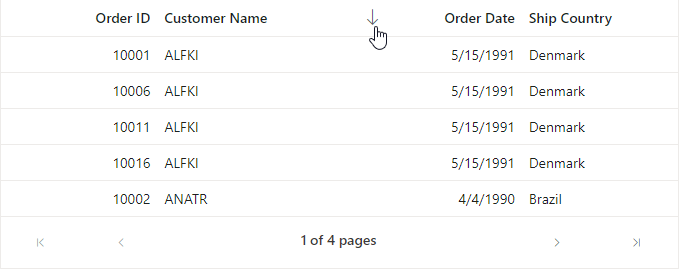 Order ID Customer Name Order Date Ship Country
10001 ALFKI 5/15/1991 Denmark
10006 ALFKI 5/15/1991 Denmark
10011 ALFKI 5/15/1991 Denmark
10016 ALFKI 5/15/1991 Denmark
10002 ANATR 4/4/1990 Brazil
1 of 4 pages